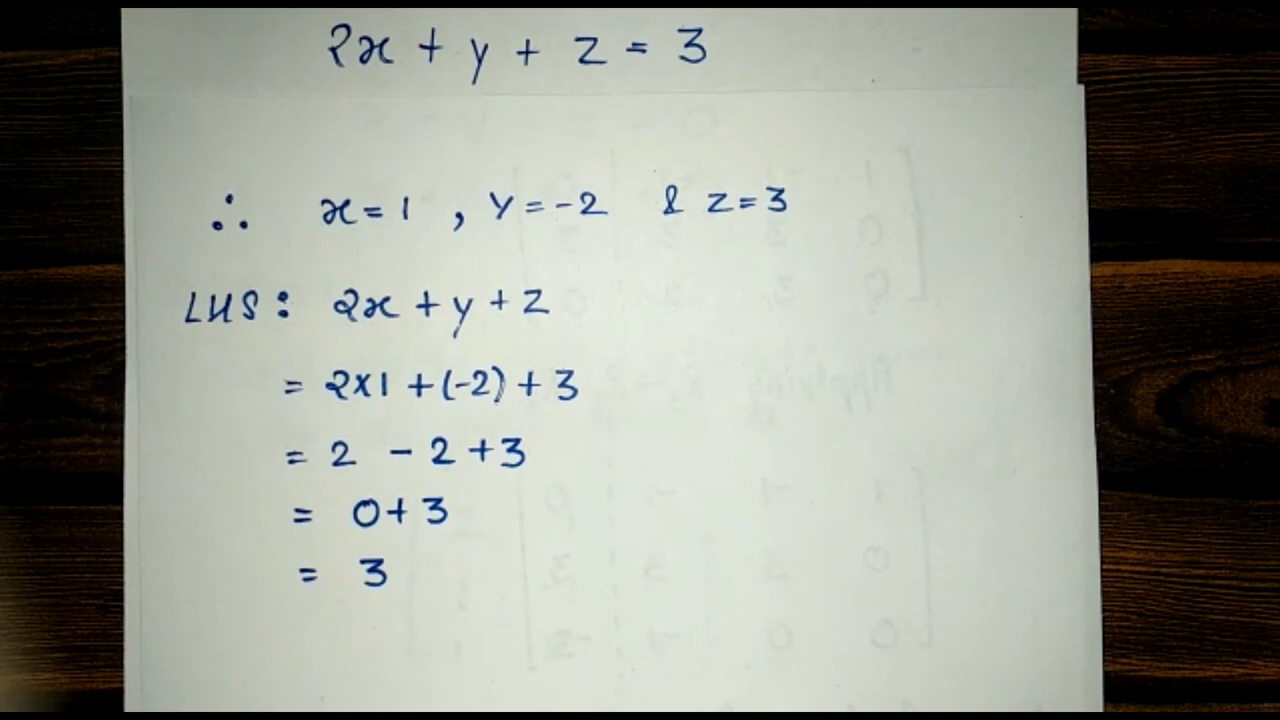 2x + y + z = 3
∴ x = 1 , y = -2 & z = 3
LHS : 2x + y + z
= 2x1 + (-2) + 3
= 2 - 2 + 3
= 0 + 3
= 3